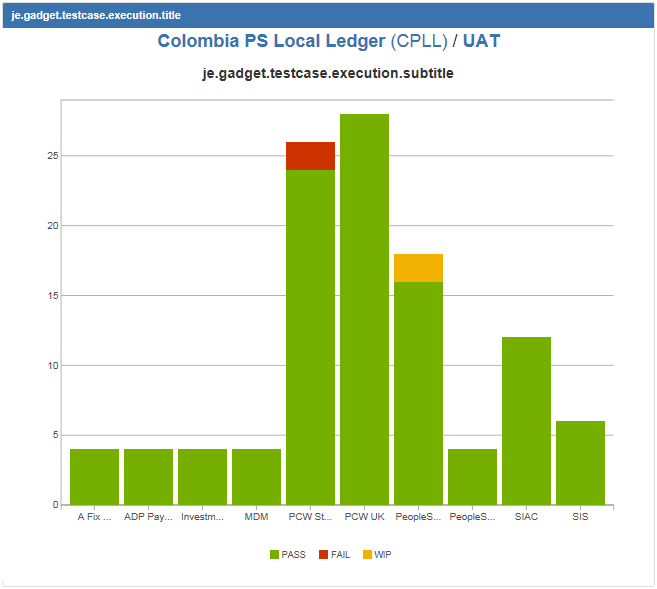 je.gadget.testcase.execution.title
Colombia PS Local Ledger (CPLL) / UAT
je.gadget.testcase.execution.subtitle
25
20
15
10
5
0
A Fix ... ADP Pay... Investm... MDM PCW St... PCW UK PeopleS... PeopleS... SIAC SIS
PASS FAIL WIP